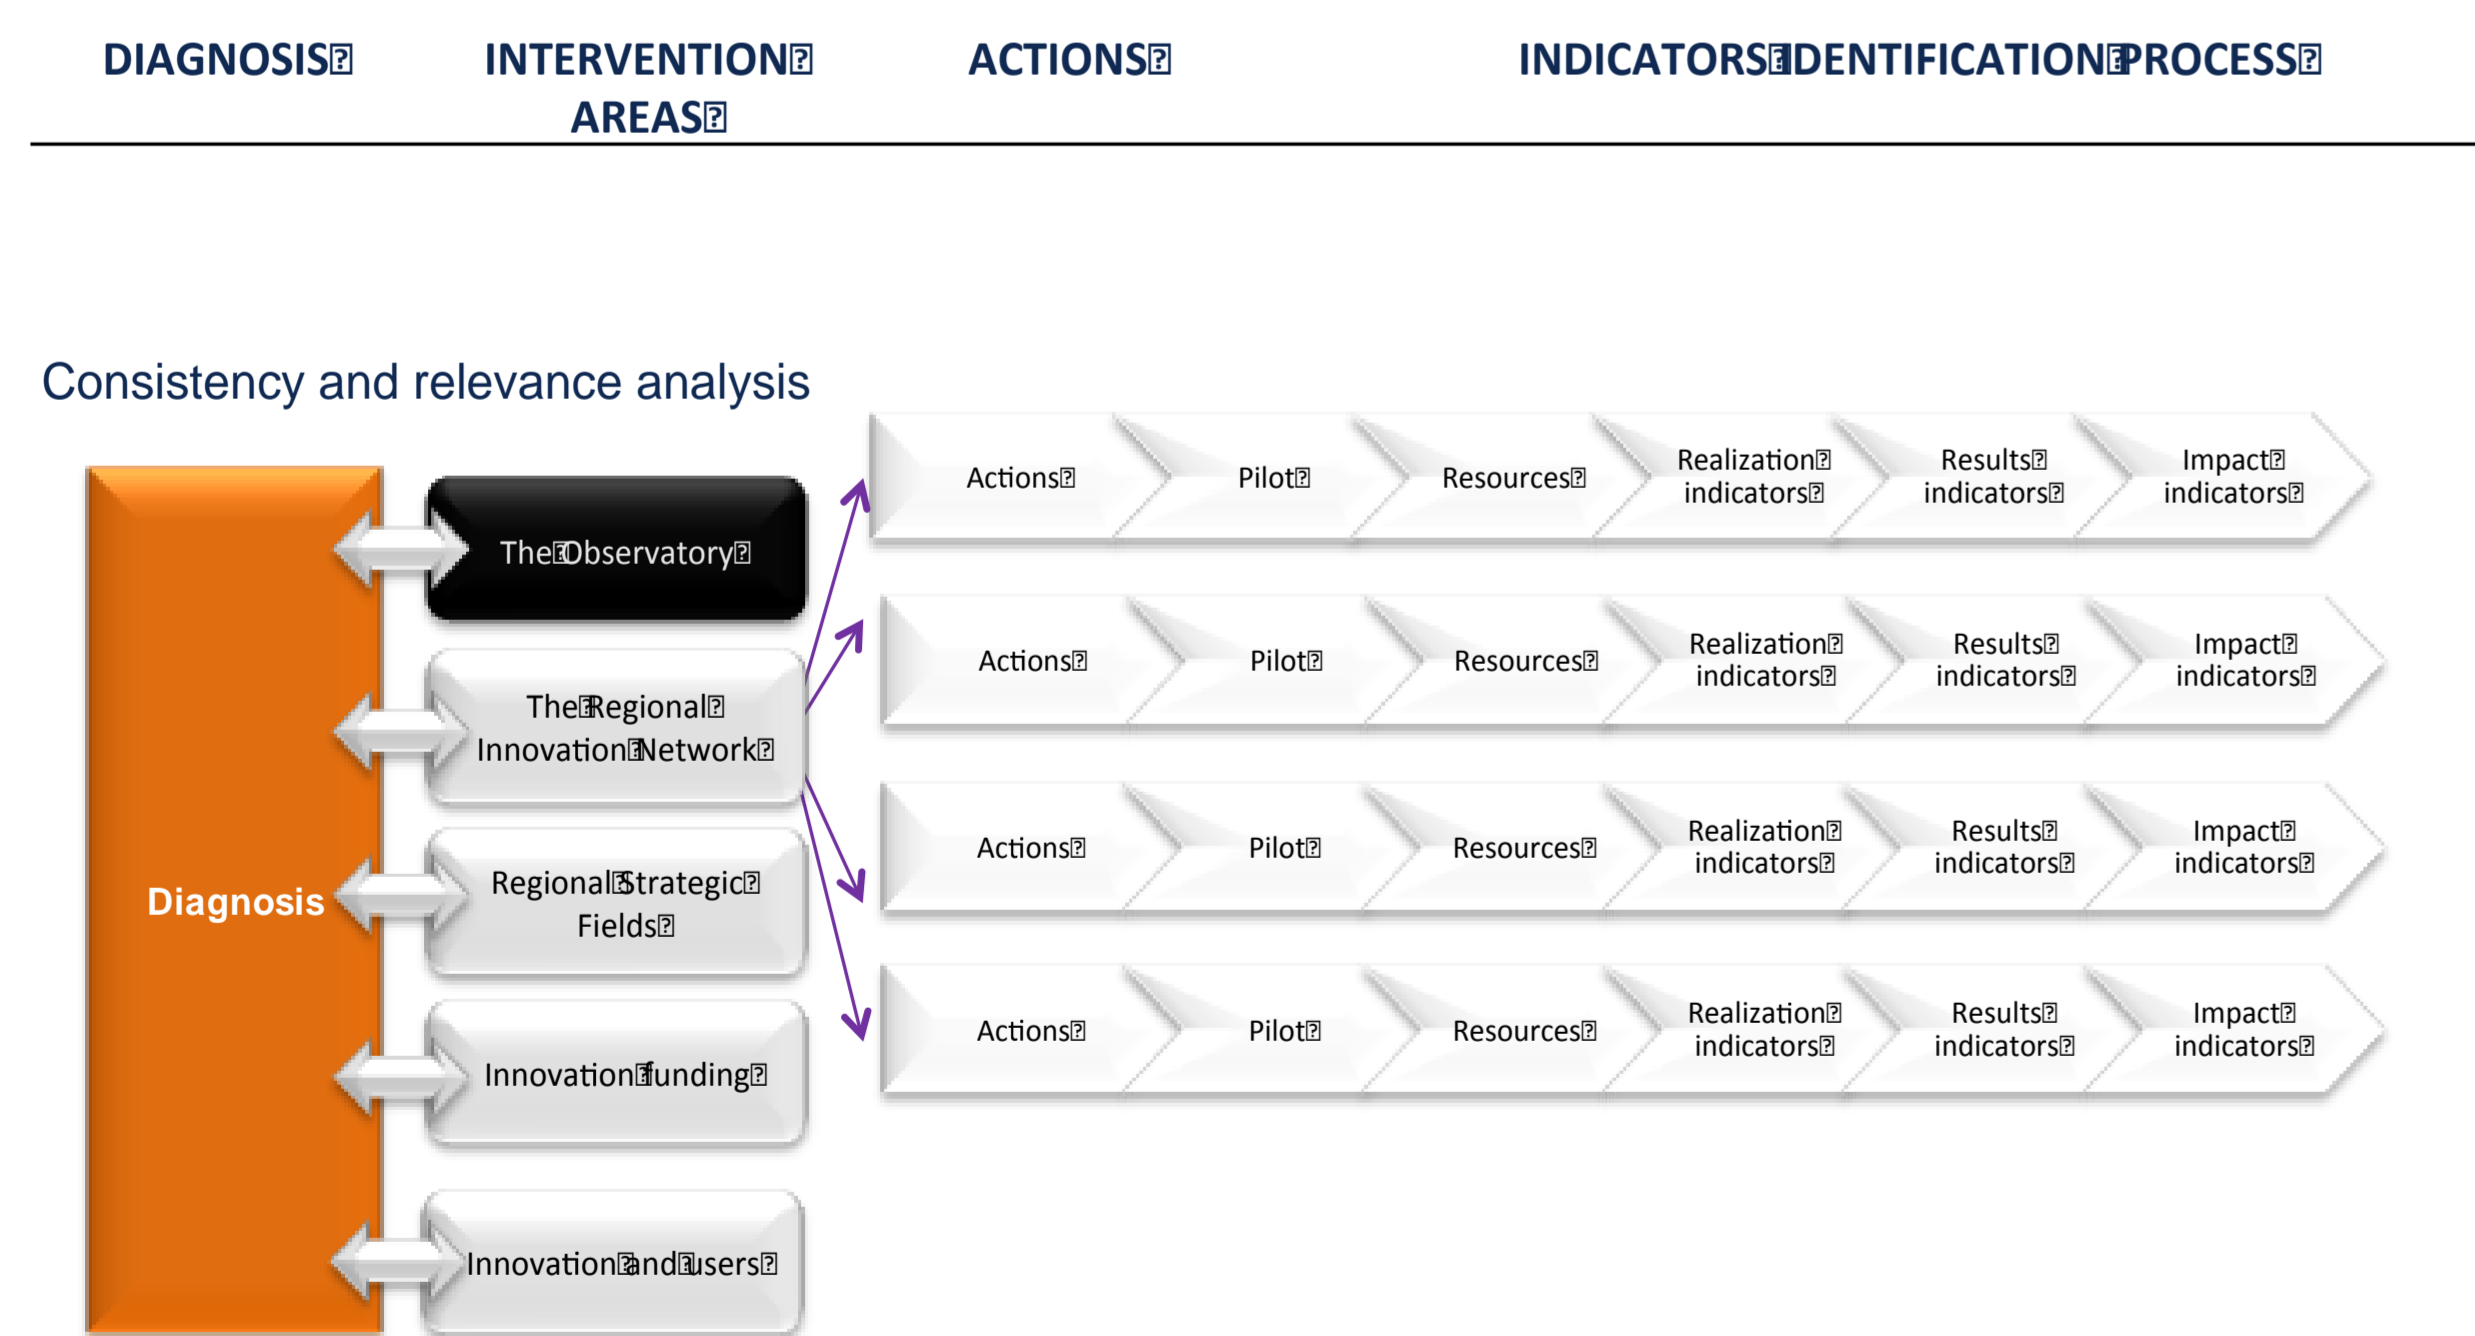 DIAGNOSIS
INTERVENTION
AREAS
ACTIONS
INDICATORS IDENTIFICATION PROCESS
Consistency and relevance analysis
Diagnosis
The Observatory
The Regional
Innovation Network
Regional Strategic
Fields
Innovation funding
Innovation and users
Actions
Pilot
Resources
Realization
indicators
Results
indicators
Impact
indicators
Actions
Pilot
Resources
Realization
indicators
Results
indicators
Impact
indicators
Actions
Pilot
Resources
Realization
indicators
Results
indicators
Impact
indicators
Actions
Pilot
Resources
Realization
indicators
Results
indicators
Impact
indicators